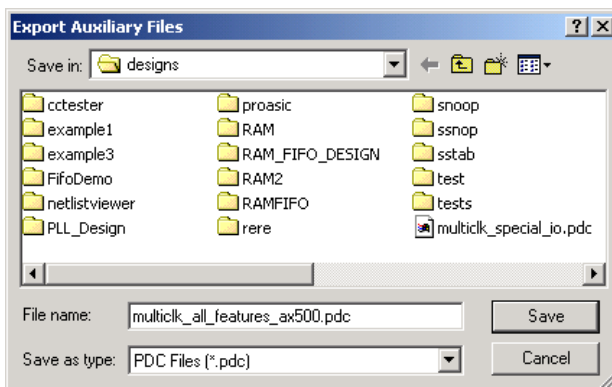 Export Auxiliary Files
Save in: designs
cctester proasic snoop
example1 RAM ssnop
example3 RAM_FIFO_DESIGN sstab
FifoDemo RAM2 test
netlistviewer RAMFIFO tests
PLL_Design rere multiclk_special_io.pdc
File name: multiclk_all_features_ax500.pdc Save
Save as type: PDC Files (*.pdc) Cancel